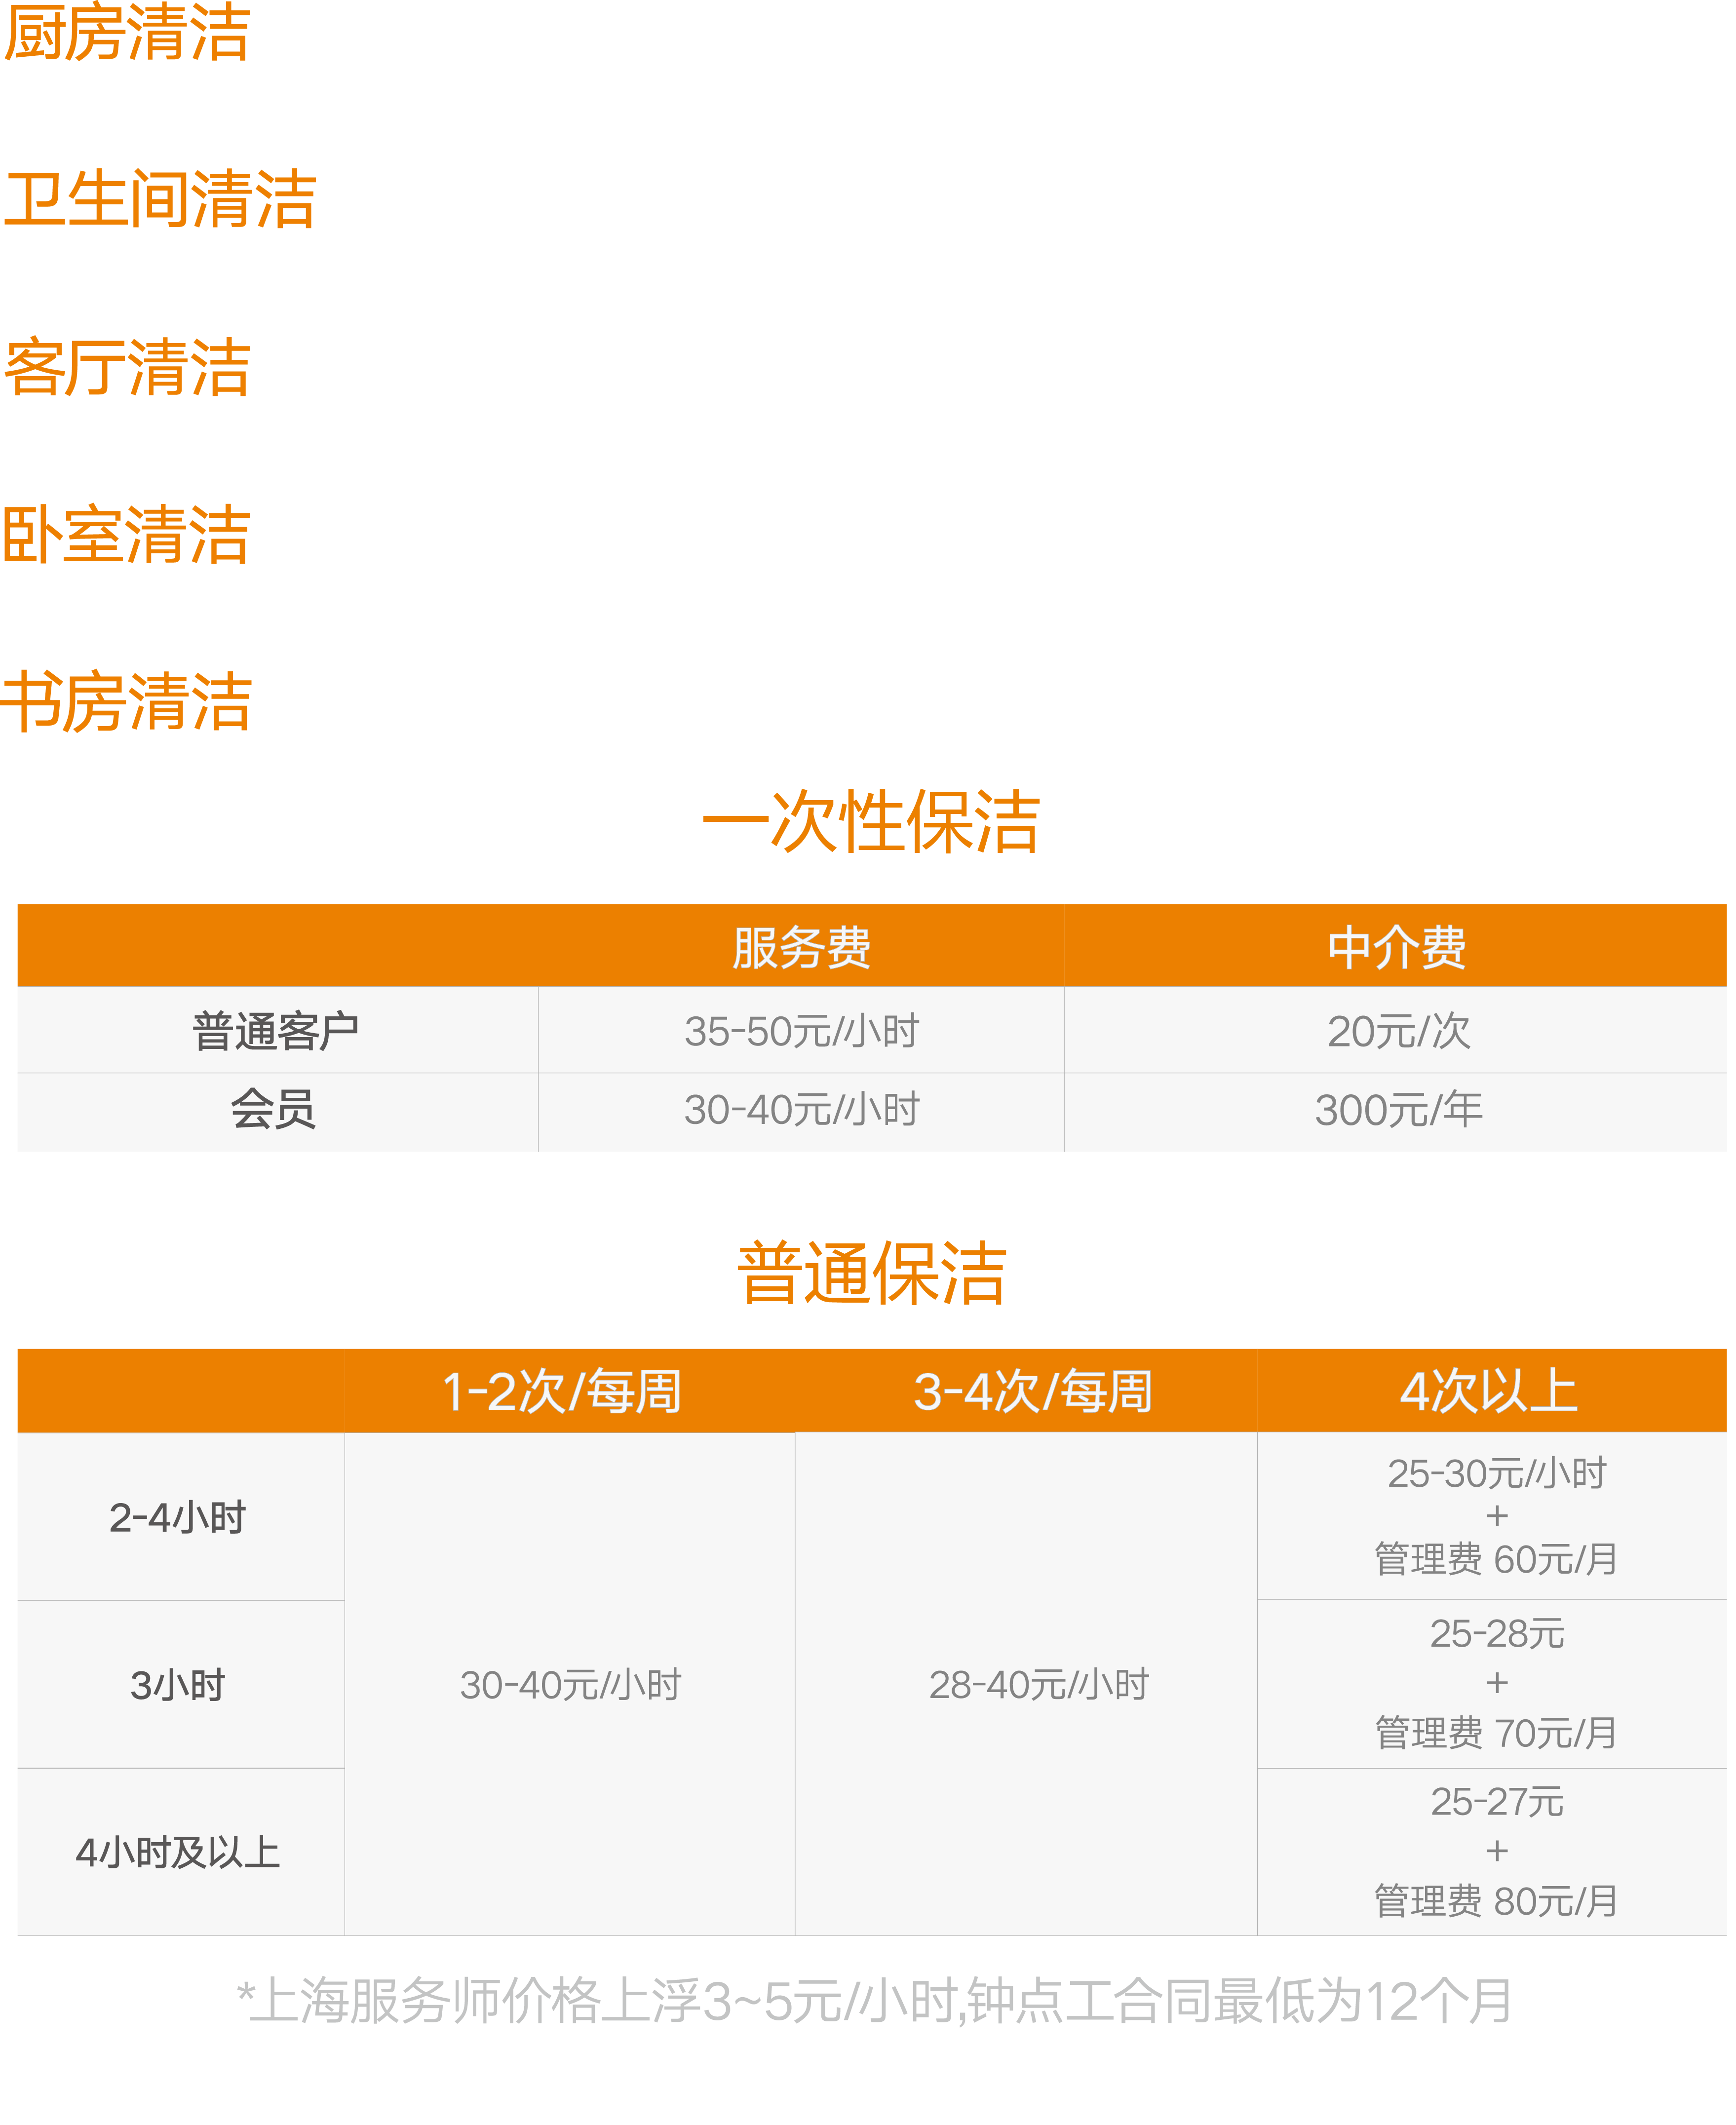 厨房清洁
卫生间清洁
客厅清洁
卧室清洁
书房清洁
一次性保洁
服务费 中介费
普通客户 35-50元/小时 20元/次
会员 30-40元/小时 300元/年
普通保洁
1-2次/每周 3-4次/每周 4次以上
25-30元/小时
2-4小时 +
管理费 60元/月
25-28元
3小时 30-40元/小时 28-40元/小时 +
管理费 70元/月
25-27元
4小时及以上 +
管理费 80元/月
*上海服务师价格上浮3~5元/小时;钟点工合同最低为12个月